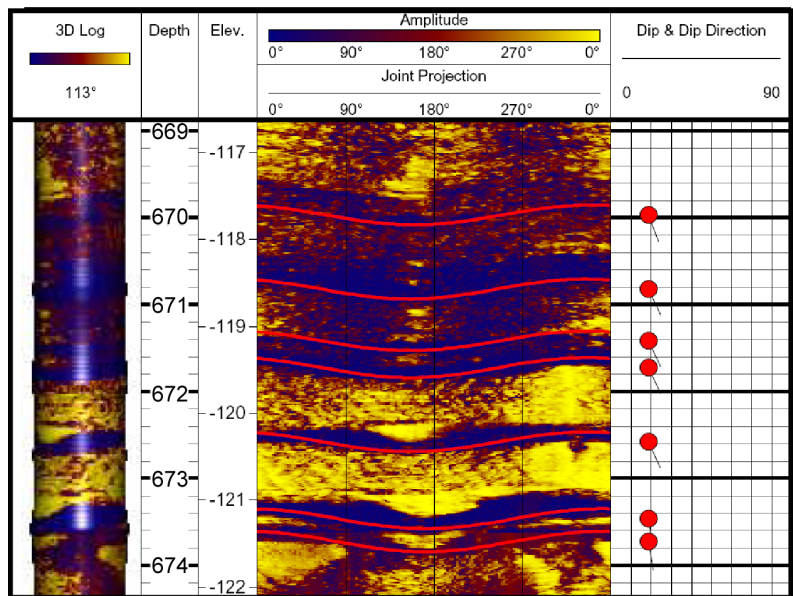 3D Log
Depth
Elev.
Amplitude
Dip & Dip Direction
0° 90° 180° 270° 0°
Joint Projection
113°
0° 90° 180° 270° 0°
0 90
669
-117
670
-118
671
-119
672
-120
673
-121
674
-122